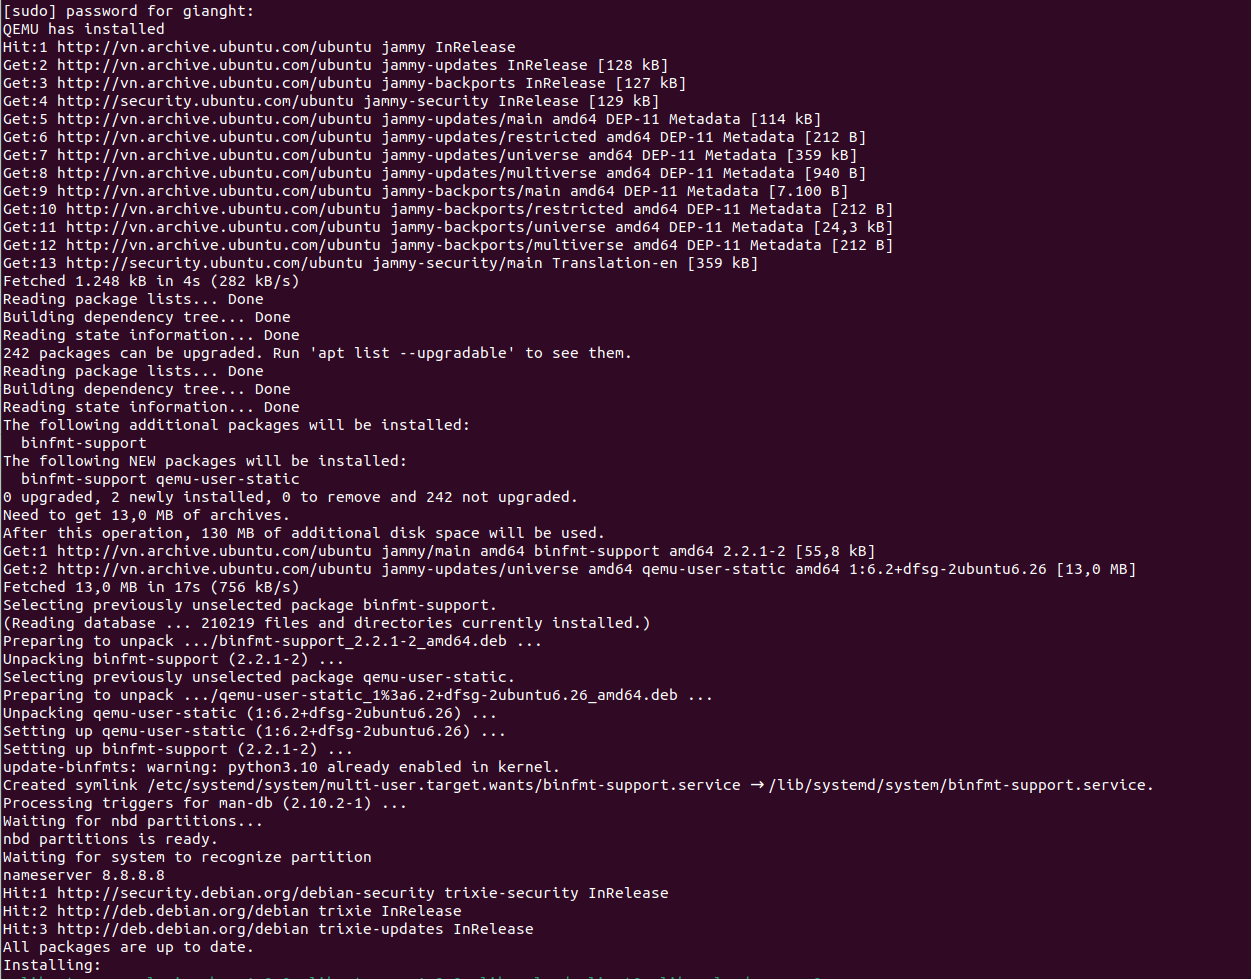 [sudo] password for gianght:
QEMU has installed
Hit:1 http://vn.archive.ubuntu.com/ubuntu jammy InRelease
Get:2 http://vn.archive.ubuntu.com/ubuntu jammy-updates InRelease [128 kB]
Get:3 http://vn.archive.ubuntu.com/ubuntu jammy-backports InRelease [127 kB]
Get:4 http://security.ubuntu.com/ubuntu jammy-security InRelease [129 kB]
Get:5 http://vn.archive.ubuntu.com/ubuntu jammy-updates/main amd64 DEP-11 Metadata [114 kB]
Get:6 http://vn.archive.ubuntu.com/ubuntu jammy-updates/restricted amd64 DEP-11 Metadata [212 B]
Get:7 http://vn.archive.ubuntu.com/ubuntu jammy-updates/universe amd64 DEP-11 Metadata [359 kB]
Get:8 http://vn.archive.ubuntu.com/ubuntu jammy-updates/multiverse amd64 DEP-11 Metadata [940 B]
Get:9 http://vn.archive.ubuntu.com/ubuntu jammy-backports/main amd64 DEP-11 Metadata [7.100 B]
Get:10 http://vn.archive.ubuntu.com/ubuntu jammy-backports/restricted amd64 DEP-11 Metadata [212 B]
Get:11 http://vn.archive.ubuntu.com/ubuntu jammy-backports/universe amd64 DEP-11 Metadata [24,3 kB]
Get:12 http://vn.archive.ubuntu.com/ubuntu jammy-backports/multiverse amd64 DEP-11 Metadata [212 B]
Get:13 http://security.ubuntu.com/ubuntu jammy-security/main Translation-en [359 kB]
Fetched 1.248 kB in 4s (282 kB/s)
Reading package lists... Done
Building dependency tree... Done
Reading state information... Done
242 packages can be upgraded. Run 'apt list --upgradable' to see them.
Reading package lists... Done
Building dependency tree... Done
Reading state information... Done
The following additional packages will be installed:
  binfmt-support
The following NEW packages will be installed:
  binfmt-support qemu-user-static
0 upgraded, 2 newly installed, 0 to remove and 242 not upgraded.
Need to get 13,0 MB of archives.
After this operation, 130 MB of additional disk space will be used.
Get:1 http://vn.archive.ubuntu.com/ubuntu jammy/main amd64 binfmt-support amd64 2.2.1-2 [55,8 kB]
Get:2 http://vn.archive.ubuntu.com/ubuntu jammy-updates/universe amd64 qemu-user-static amd64 1:6.2+dfsg-2ubuntu6.26 [13,0 MB]
Fetched 13,0 MB in 17s (756 kB/s)
Selecting previously unselected package binfmt-support.
(Reading database ... 210219 files and directories currently installed.)
Preparing to unpack .../binfmt-support_2.2.1-2_amd64.deb ...
Unpacking binfmt-support (2.2.1-2) ...
Selecting previously unselected package qemu-user-static.
Preparing to unpack .../qemu-user-static_1%3a6.2+dfsg-2ubuntu6.26_amd64.deb ...
Unpacking qemu-user-static (1:6.2+dfsg-2ubuntu6.26) ...
Setting up qemu-user-static (1:6.2+dfsg-2ubuntu6.26) ...
Setting up binfmt-support (2.2.1-2) ...
update-binfmts: warning: python3.10 already enabled in kernel.
Created symlink /etc/systemd/system/multi-user.target.wants/binfmt-support.service → /lib/systemd/system/binfmt-support.service.
Processing triggers for man-db (2.10.2-1) ...
Waiting for nbd partitions...
nbd partitions is ready.
Waiting for system to recognize partition
nameserver 8.8.8.8
Hit:1 http://security.debian.org/debian-security trixie-security InRelease
Hit:2 http://deb.debian.org/debian trixie InRelease
Hit:3 http://deb.debian.org/debian trixie-updates InRelease
All packages are up to date.
Installing: